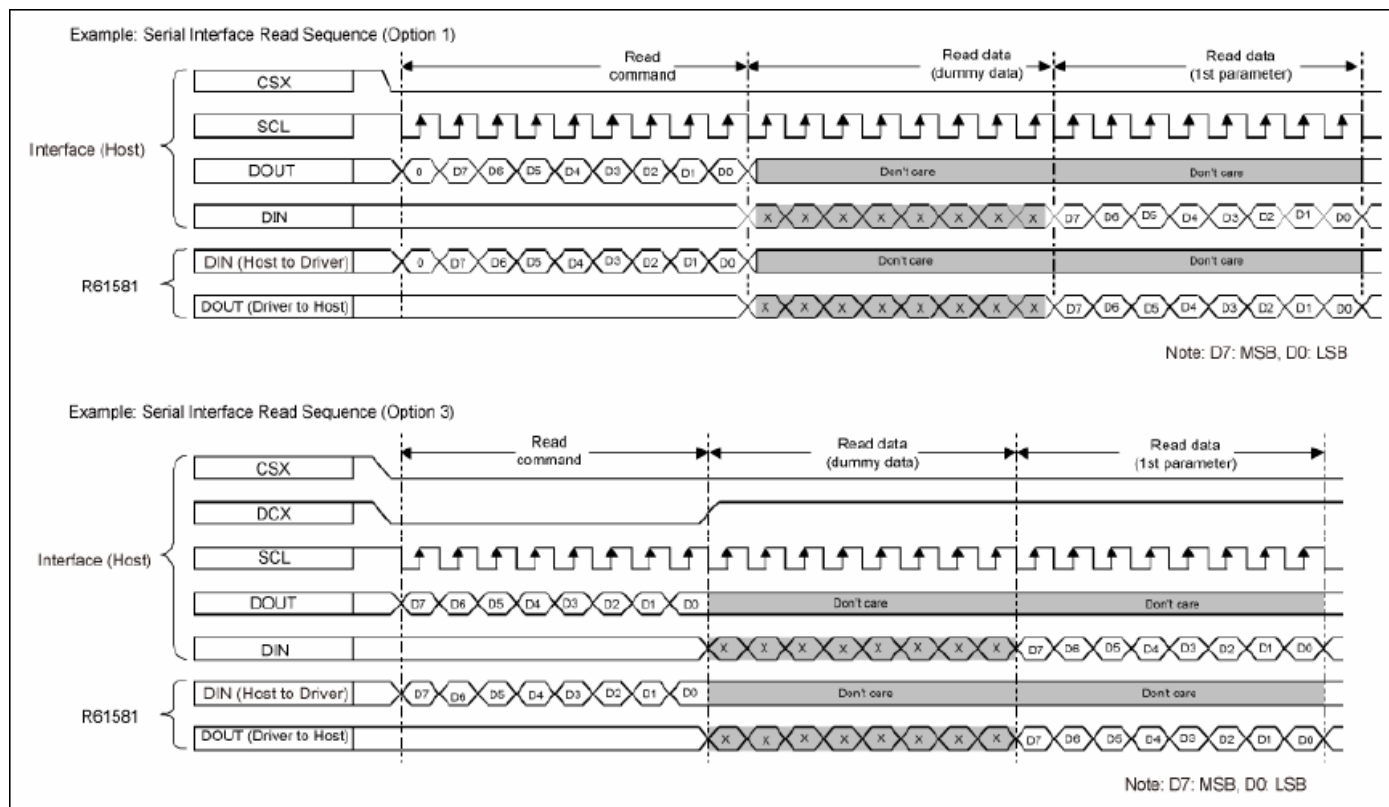 Example: Serial Interface Read Sequence (Option 1)
Read command
Read data (dummy data)
Read data (1st parameter)
Interface (Host)
CSX
SCL
DOUT
0 D7 D6 D5 D4 D3 D2 D1 D0
Don't care
Don't care
DIN
X X X X X X X X
D7 D6 D5 D4 D3 D2 D1 D0
R61581
DIN (Host to Driver)
0 D7 D6 D5 D4 D3 D2 D1 D0
Don't care
Don't care
DOUT (Driver to Host)
X X X X X X X X
D7 D6 D5 D4 D3 D2 D1 D0
Note: D7: MSB, D0: LSB
Example: Serial Interface Read Sequence (Option 3)
Read command
Read data (dummy data)
Read data (1st parameter)
Interface (Host)
CSX
DCX
SCL
DOUT
D7 D6 D5 D4 D3 D2 D1 D0
Don't care
Don't care
DIN
X X X X X X X X
D7 D6 D5 D4 D3 D2 D1 D0
R61581
DIN (Host to Driver)
D7 D6 D5 D4 D3 D2 D1 D0
Don't care
Don't care
DOUT (Driver to Host)
X X X X X X X X
D7 D6 D5 D4 D3 D2 D1 D0
Note: D7: MSB, D0: LSB